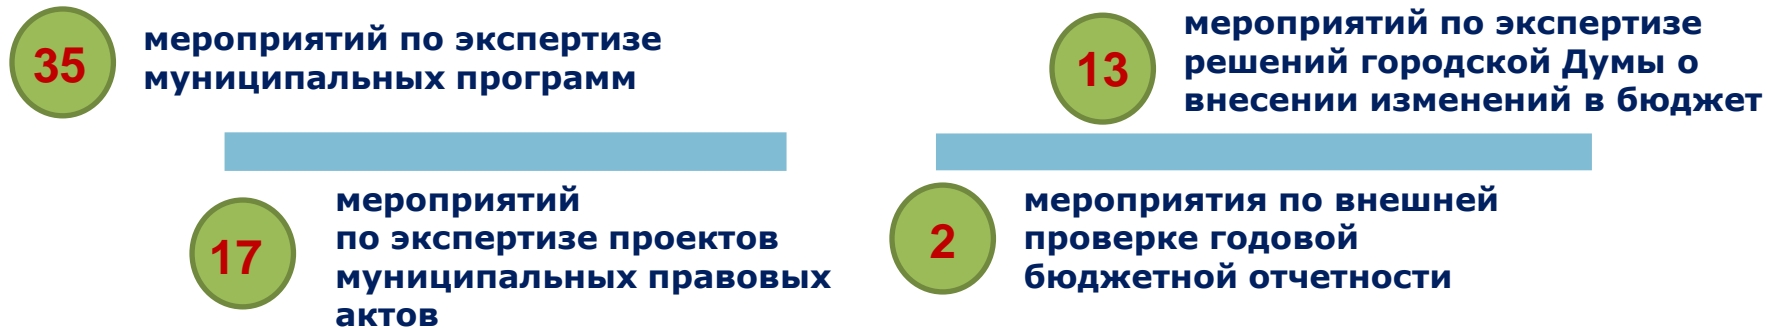 35
мероприятий по экспертизе
муниципальных программ
13
мероприятий по экспертизе
решений городской Думы о
внесении изменений в бюджет
17
мероприятий
по экспертизе проектов
муниципальных правовых
актов
2
мероприятия по внешней
проверке годовой
бюджетной отчетности